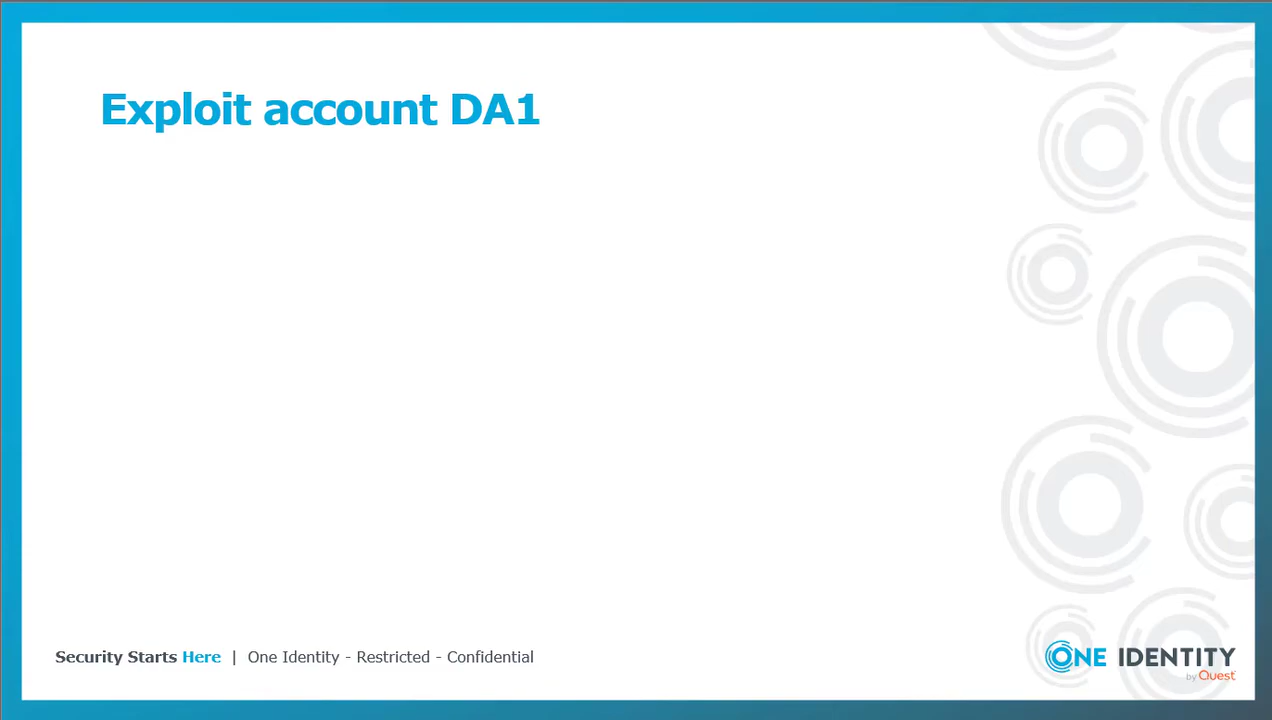 Exploit account DA1
Security Starts Here | One Identity - Restricted - Confidential
ONE IDENTITY
by Quest